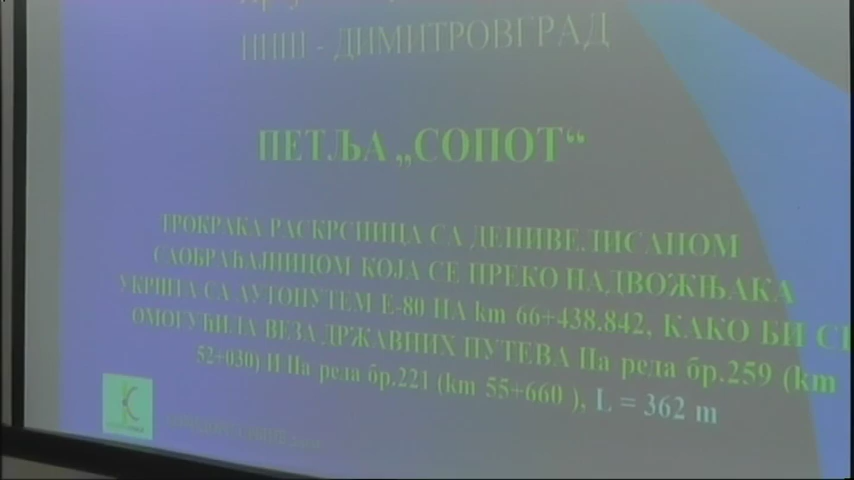 НИШ - ДИМИТРОВГРАД
ПЕТЉА „СОПОТ“
ТРОКРАКА РАСКРСНИЦА СА ДЕНИВЕЛИСАНОМ
САОБРАЋАЈНИЦОМ КОЈА СЕ ПРЕКО НАДВОЖЊАКА
УКРШТА СА АУТОПУТЕМ Е-80 НА km 66+438.842, КАКО БИ СЕ
ОМОГУЋИЛА ВЕЗА ДРЖАВНИХ ПУТЕВА IIа реда бр.259 (km
52+030) И IIа реда бр.221 (km 55+660 ), L = 362 m